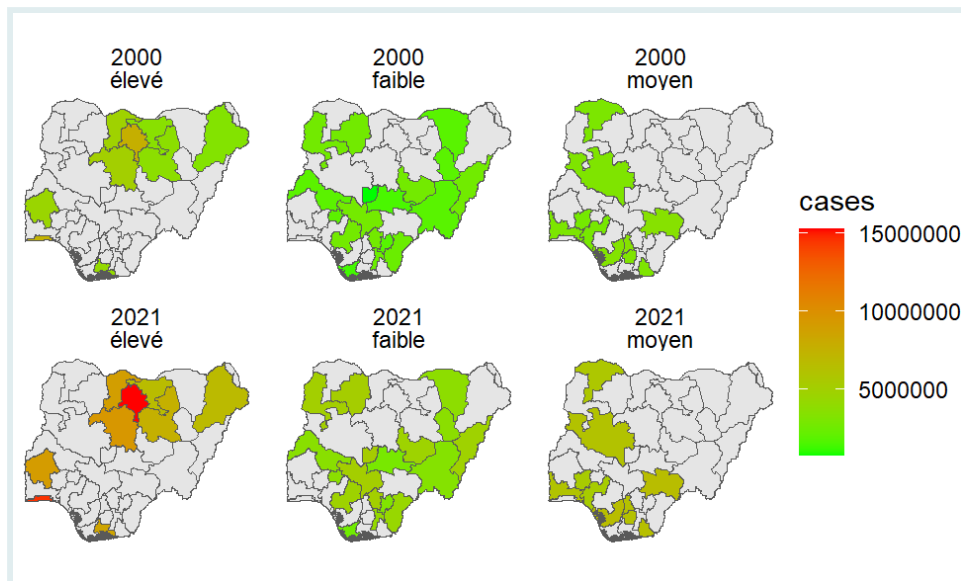 2000
élevé
2000
faible
2000
moyen
2021
élevé
2021
faible
2021
moyen
cases
15000000
10000000
5000000